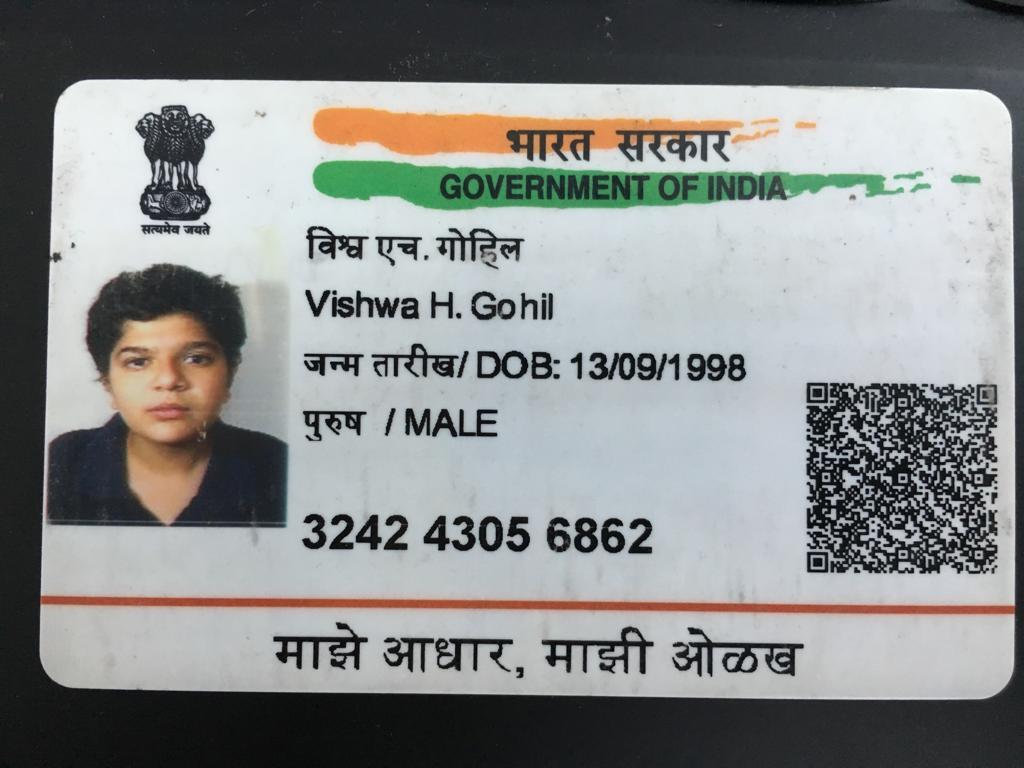 सत्यमेव जयते
भारत सरकार
GOVERNMENT OF INDIA
विश्व एच. गोहिल
Vishwa H. Gohil
जन्म तारीख/ DOB: 13/09/1998
पुरुष / MALE
3242 4305 6862
माझे आधार, माझी ओळख